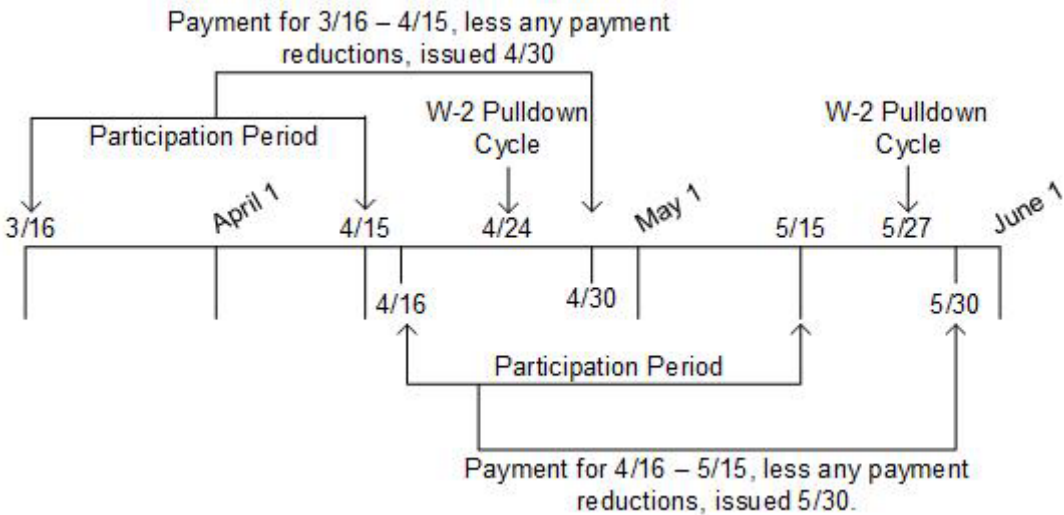 Payment for 3/16 – 4/15, less any payment
reductions, issued 4/30
Participation Period
W-2 Pulldown
Cycle
W-2 Pulldown
Cycle
3/16
April 1
4/15
4/24
May 1
5/15
5/27
June 1
4/16
4/30
5/30
Participation Period
Payment for 4/16 – 5/15, less any payment
reductions, issued 5/30.